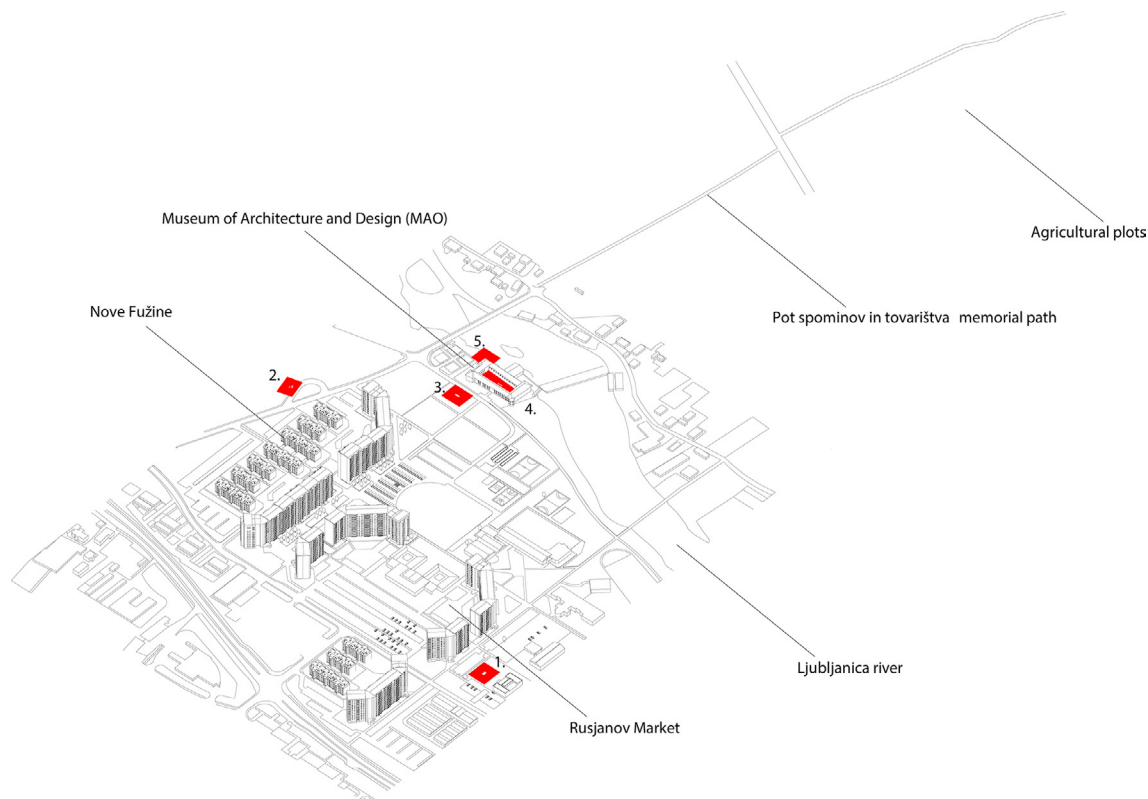 Museum of Architecture and Design (MAO)
Agricultural plots
Nove Fužine
Pot spominov in tovarištva memorial path
5.
2.
3.
4.
Ljubljanica river
1.
Rusjanov Market